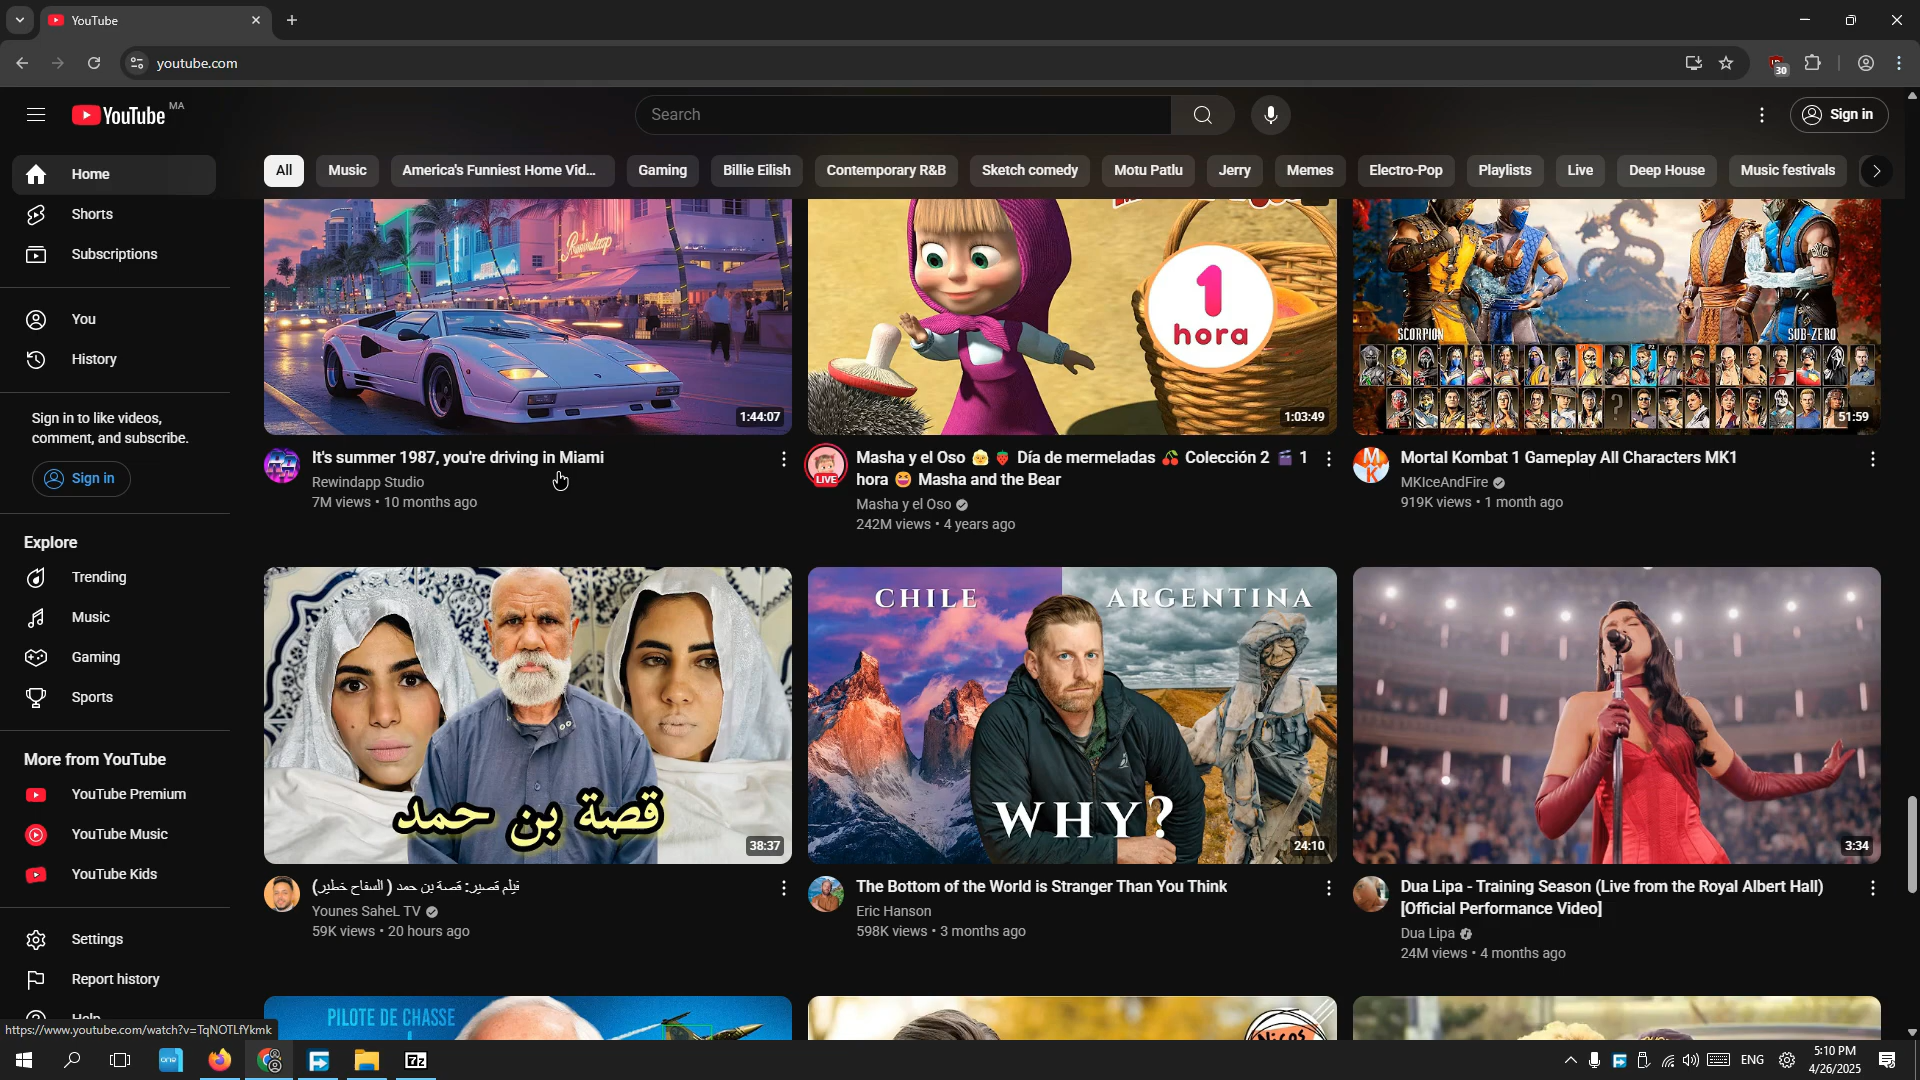 YouTube
youtube.com
30
YouTube MA
Search
Sign in
All
Music
America's Funniest Home Vid...
Gaming
Billie Eilish
Contemporary R&B
Sketch comedy
Motu Patlu
Jerry
Memes
Electro-Pop
Playlists
Live
Deep House
Music festivals
Home
Shorts
Subscriptions
You
History
Sign in to like videos,
comment, and subscribe.
Sign in
Explore
Trending
Music
Gaming
Sports
More from YouTube
YouTube Premium
YouTube Music
YouTube Kids
Settings
Report history
Help
Rewindapp
1:44:07
It's summer 1987, you're driving in Miami
Rewindapp Studio
7M views • 10 months ago
1
hora
1:03:49
LIVE
Masha y el Oso 👱 🍓 Día de mermeladas 🍒 Colección 2 🎬 1
hora 😆 Masha and the Bear
Masha y el Oso
242M views • 4 years ago
SCORPION
SUB-ZERO
?
51:59
MK
Mortal Kombat 1 Gameplay All Characters MK1
MKIceAndFire
919K views • 1 month ago
قصة بن حمد
38:37
فيلم قصير: قصة بن حمد ( السفاح خطير)
Younes SaheL TV
59K views • 20 hours ago
CHILE
ARGENTINA
WHY?
24:10
The Bottom of the World is Stranger Than You Think
Eric Hanson
598K views • 3 months ago
3:34
Dua Lipa - Training Season (Live from the Royal Albert Hall)
[Official Performance Video]
Dua Lipa
24M views • 4 months ago
PILOTE DE CHASSE
https://www.youtube.com/watch?v=TqNOTLfYkmk
one
7z
ENG
5:10 PM
4/26/2025